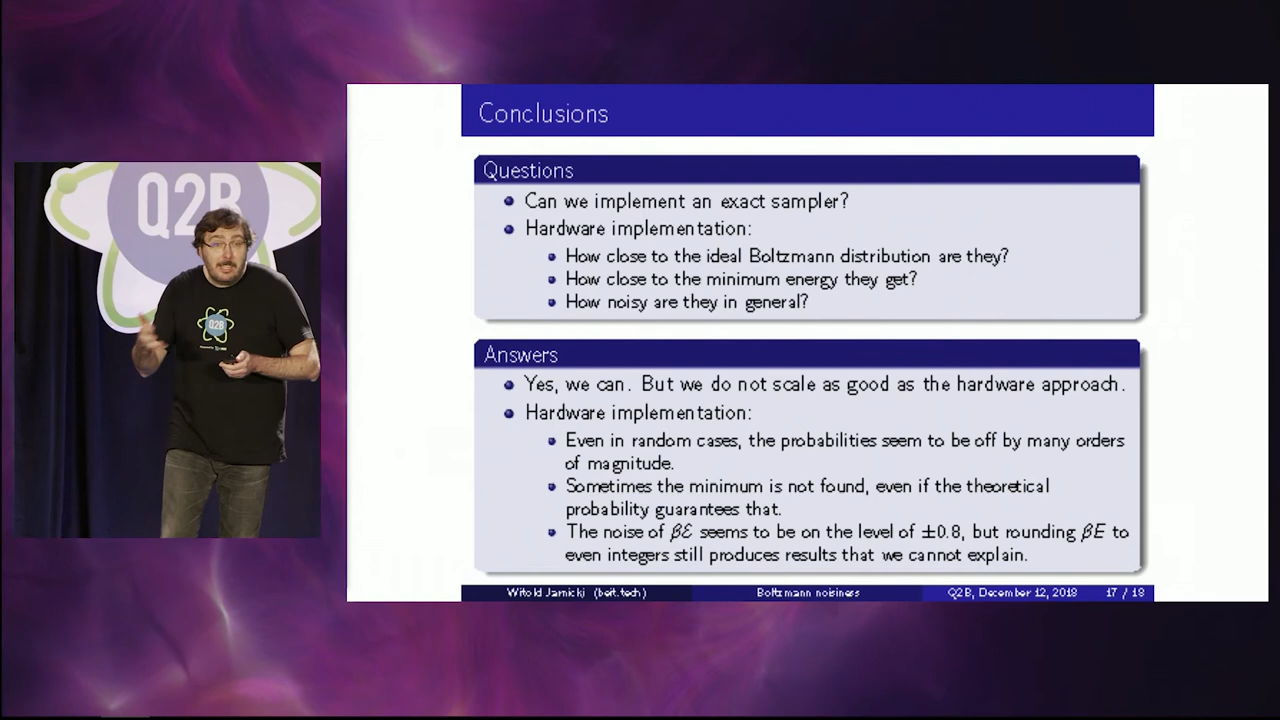 Q2B
Q2B
Conclusions
Questions
Can we implement an exact sampler?
Hardware implementation:
How close to the ideal Boltzmann distribution are they?
How close to the minimum energy they get?
How noisy are they in general?
Answers
Yes, we can. But we do not scale as good as the hardware approach.
Hardware implementation:
Even in random cases, the probabilities seem to be off by many orders
of magnitude.
Sometimes the minimum is not found, even if the theoretical
probability guarantees that.
The noise of βℰ seems to be on the level of ±0.8, but rounding βE to
even integers still produces results that we cannot explain.
Witold Jarnicki (beit.tech) Boltzmann noisiness Q2B, December 12, 2018 17 / 18